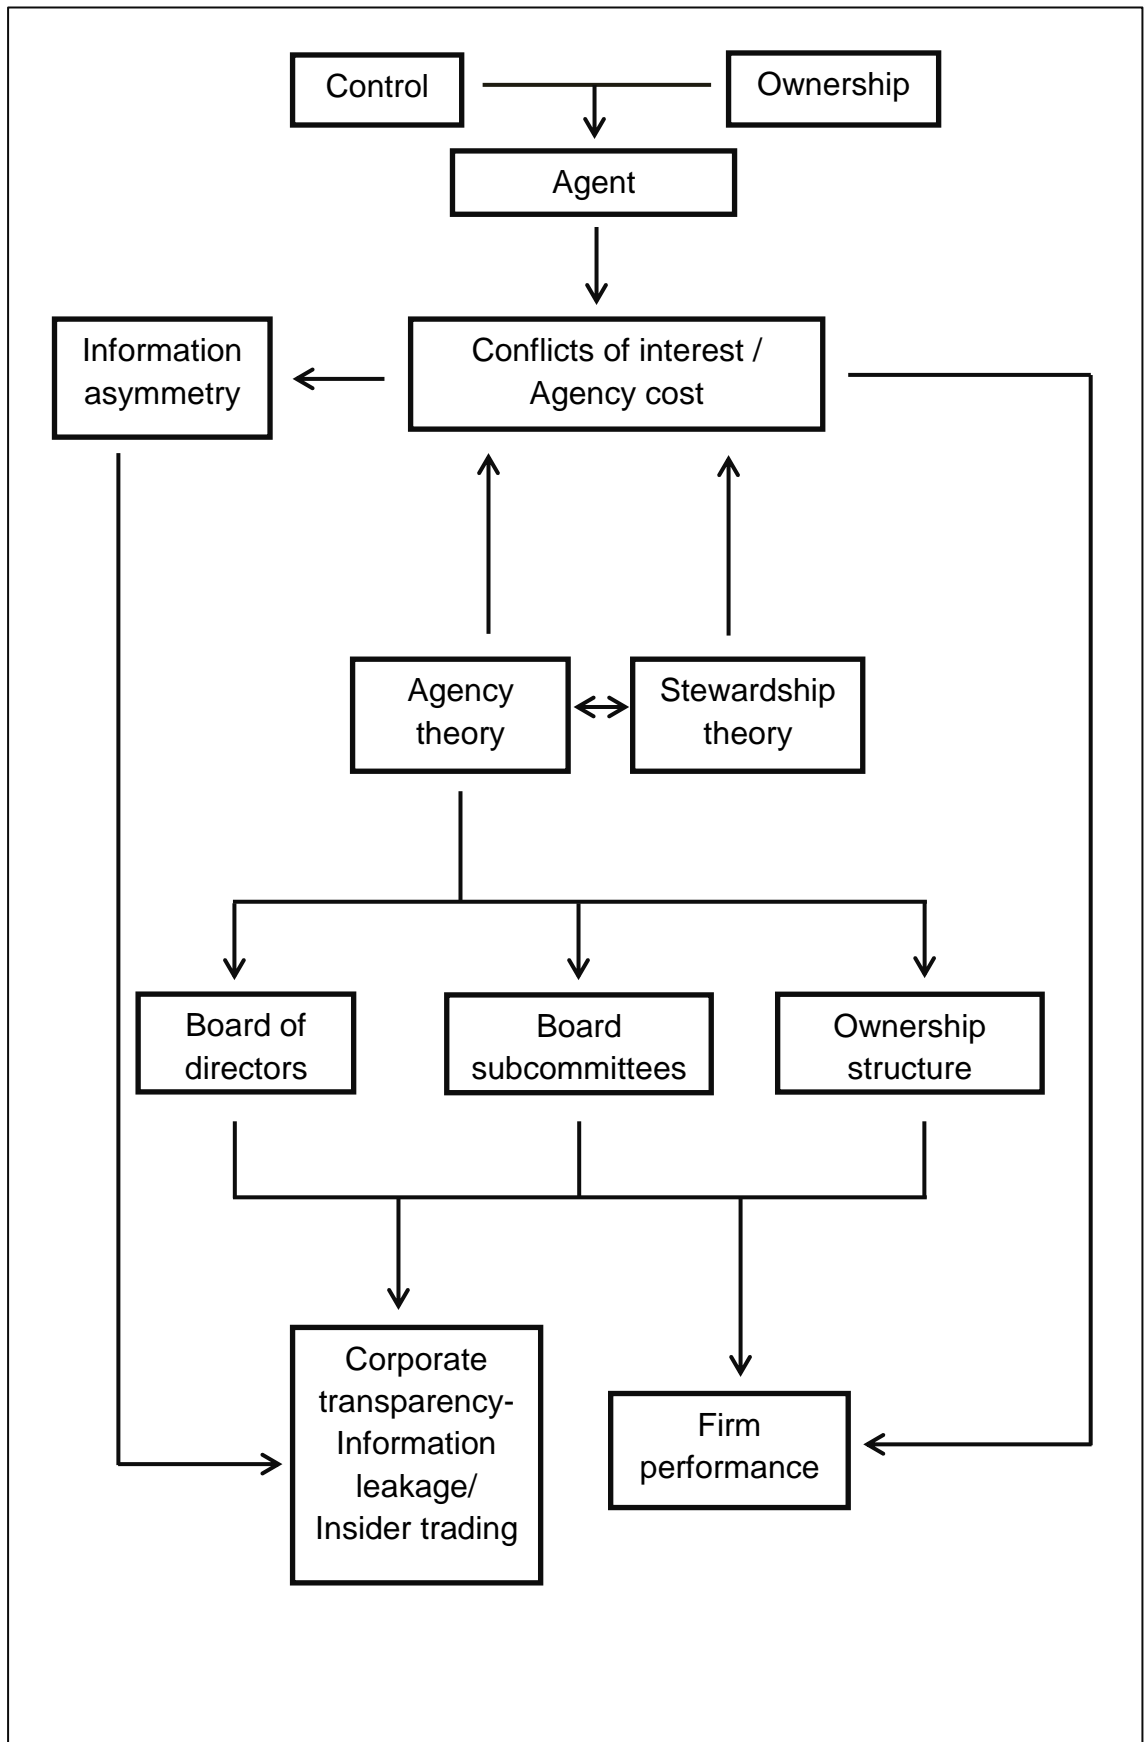 Control
Ownership
Agent
Information
asymmetry
Conflicts of interest /
Agency cost
Agency
theory
Stewardship
theory
Board of
directors
Board
subcommittees
Ownership
structure
Corporate
transparency-
Information
leakage/
Insider trading
Firm
performance